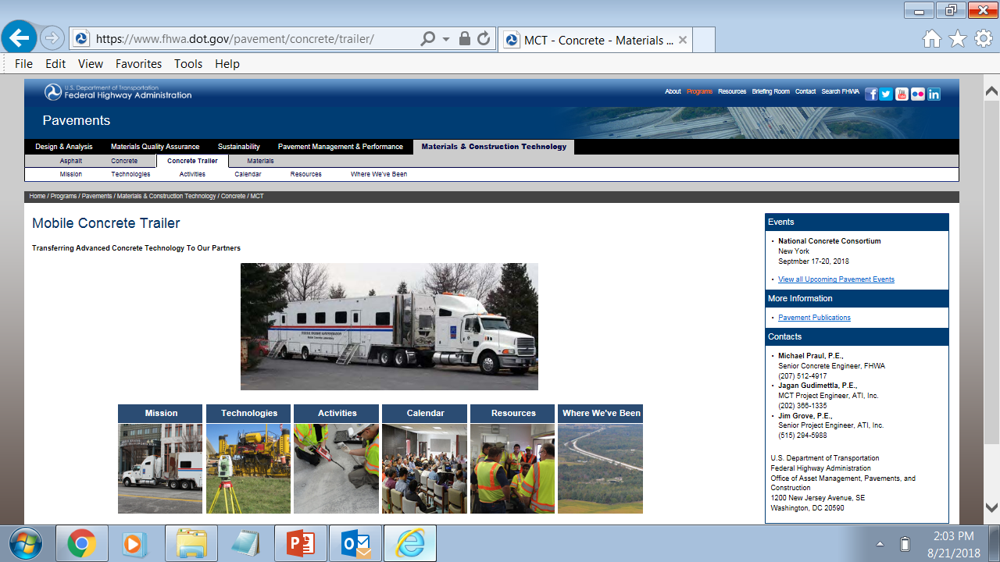 https://www.fhwa.dot.gov/pavement/concrete/trailer/
MCT - Concrete - Materials ...
File Edit View Favorites Tools Help
U.S. Department of Transportation
Federal Highway Administration
About Programs Resources Briefing Room Contact Search FHWA
Pavements
Design & Analysis Materials Quality Assurance Sustainability Pavement Management & Performance Materials & Construction Technology
Asphalt Concrete Concrete Trailer Materials
Mission Technologies Activities Calendar Resources Where We've Been
Home / Programs / Pavements / Materials & Construction Technology / Concrete / MCT
Mobile Concrete Trailer
Transferring Advanced Concrete Technology To Our Partners
FEDERAL HIGHWAY ADMINISTRATION
Mobile Concrete Laboratory
Mission Technologies Activities Calendar Resources Where We've Been
Events
• National Concrete Consortium
New York
Septmber 17-20, 2018
• View all Upcoming Pavement Events
More Information
• Pavement Publications
Contacts
• Michael Praul, P.E.,
Senior Concrete Engineer, FHWA
(207) 512-4917
• Jagan Gudimettla, P.E.,
MCT Project Engineer, ATI, Inc.
(202) 366-1335
• Jim Grove, P.E.,
Senior Project Engineer, ATI, Inc.
(515) 294-5988
U.S. Department of Transportation
Federal Highway Administration
Office of Asset Management, Pavements, and
Construction
1200 New Jersey Avenue, SE
Washington, DC 20590
2:03 PM
8/21/2018